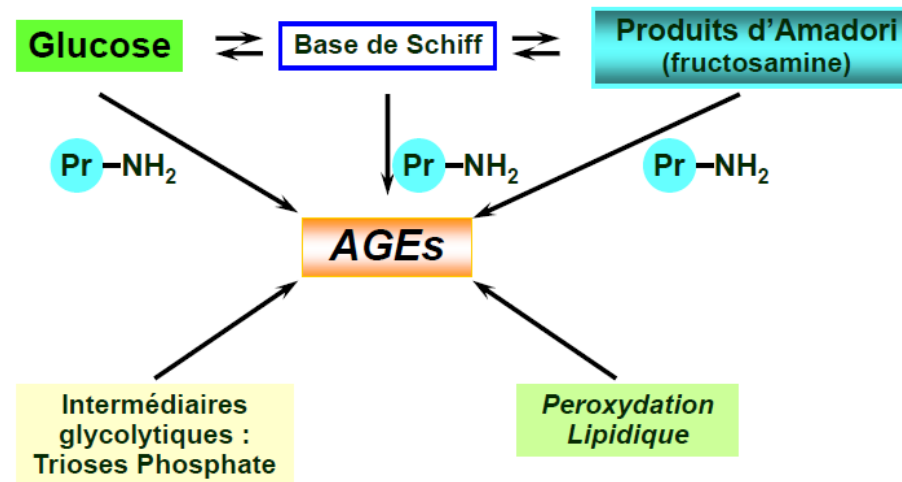 Glucose
Base de Schiff
Produits d’Amadori
(fructosamine)
Pr–NH₂
Pr–NH₂
Pr–NH₂
AGEs
Intermédiaires
glycolytiques :
Trioses Phosphate
Peroxydation
Lipidique